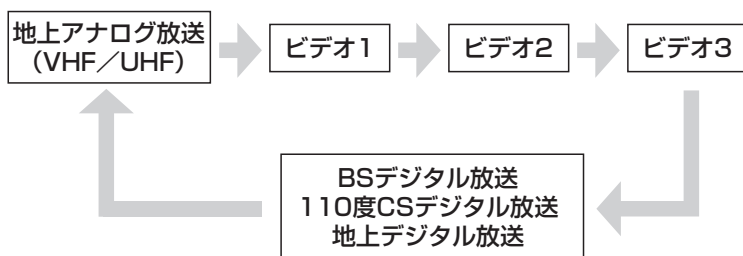 地上アナログ放送
（VHF／UHF）
ビデオ1
ビデオ2
ビデオ3
BSデジタル放送
110度CSデジタル放送
地上デジタル放送